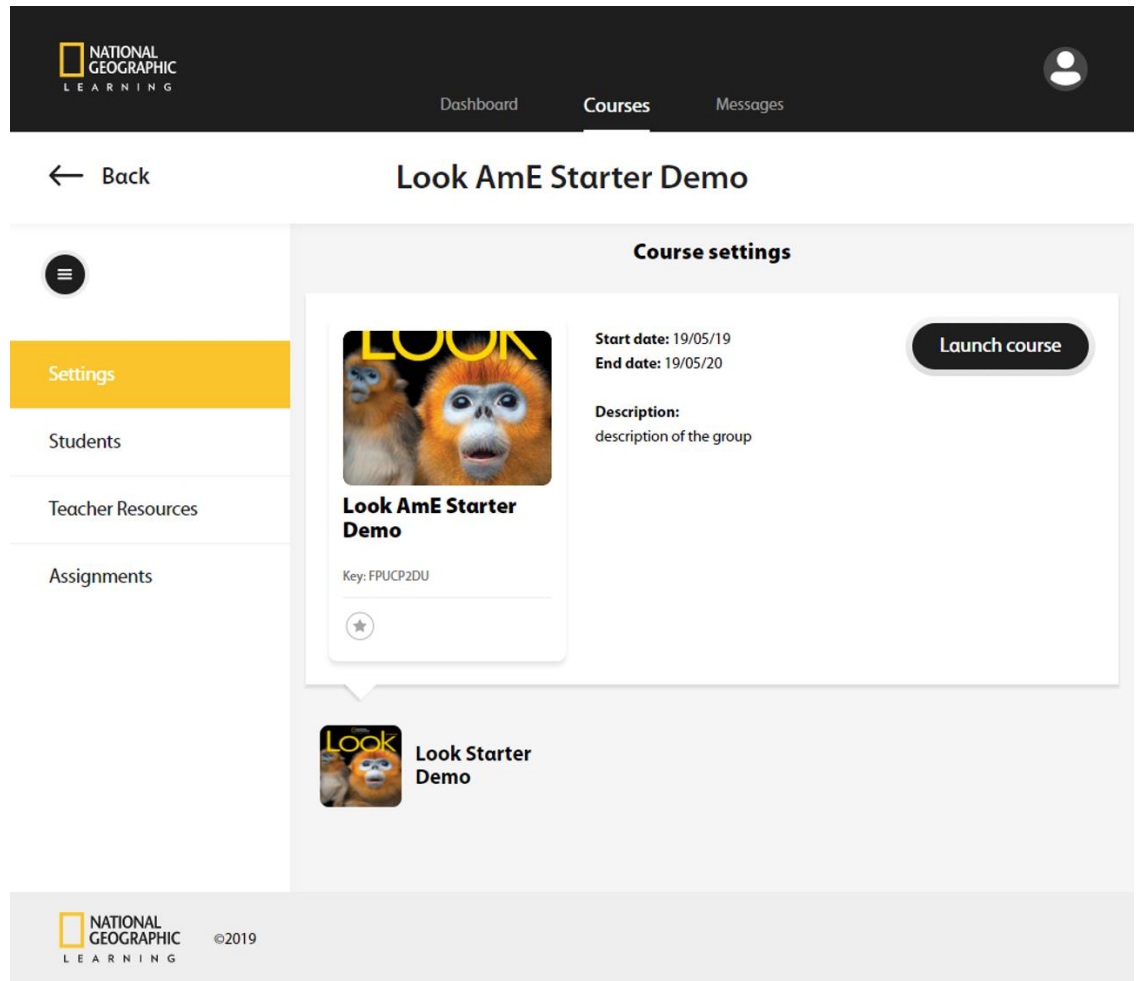 NATIONAL
GEOGRAPHIC
LEARNING
Dashboard
Courses
Messages
Back
Look AmE Starter Demo
Settings
Students
Teacher Resources
Assignments
Course settings
LOOK
Look AmE Starter
Demo
Key: FPUCP2DU
Start date: 19/05/19
End date: 19/05/20
Description:
description of the group
Launch course
Look
Look Starter
Demo
NATIONAL
GEOGRAPHIC
LEARNING
©2019